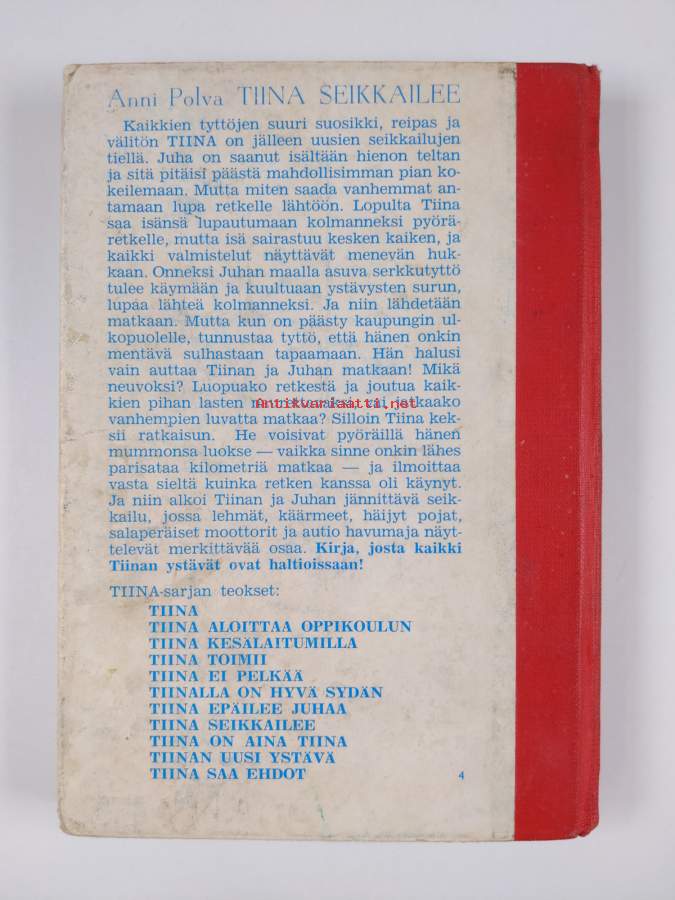 Anni Polva TIINA SEIKKAILEE
Kaikkien tyttöjen suuri suosikki, reipas ja
välitön TIINA on jälleen uusien seikkailujen
tiellä. Juha on saanut isältään hienon teltan
ja sitä pitäisi päästä mahdollisimman pian ko-
keilemaan. Mutta miten saada vanhemmat an-
tamaan lupa retkelle lähtöön. Lopulta Tiina
saa isänsä lupautumaan kolmanneksi pyörä-
retkelle, mutta isä sairastuu kesken kaiken, ja
kaikki valmistelut näyttävät menevän huk-
kaan. Onneksi Juhan maalla asuva serkkutyttö
tulee käymään ja kuultuaan ystävysten surun,
lupaa lähteä kolmanneksi. Ja niin lähdetään
matkaan. Mutta kun on päästy kaupungin ul-
kopuolelle, tunnustaa tyttö, että hänen onkin
mentävä sulhastaan tapaamaan. Hän halusi
vain auttaa Tiinan ja Juhan matkaan! Mikä
neuvoksi? Luopuako retkestä ja joutua kaik-
kien pihan lasten naurettavaksi, vai jatkaako
Antikvariaatti.net
vanhempien luvatta matkaa? Silloin Tiina kek-
sii ratkaisun. He voisivat pyöräillä hänen
mummonsa luokse — vaikka sinne onkin lähes
parisataa kilometriä matkaa — ja ilmoittaa
vasta sieltä kuinka retken kanssa oli käynyt.
Ja niin alkoi Tiinan ja Juhan jännittävä seik-
kailu, jossa lehmät, käärmeet, häijyt pojat,
salaperäiset moottorit ja autio havumaja näyt-
televät merkittävää osaa. Kirja, josta kaikki
Tiinan ystävät ovat haltioissaan!
TIINA-sarjan teokset:
TIINA
TIINA ALOITTAA OPPIKOULUN
TIINA KESÄLAITUMILLA
TIINA TOIMII
TIINA EI PELKÄÄ
TIINALLA ON HYVÄ SYDÄN
TIINA EPÄILEE JUHAA
TIINA SEIKKAILEE
TIINA ON AINA TIINA
TIINAN UUSI YSTÄVÄ
TIINA SAA EHDOT 4